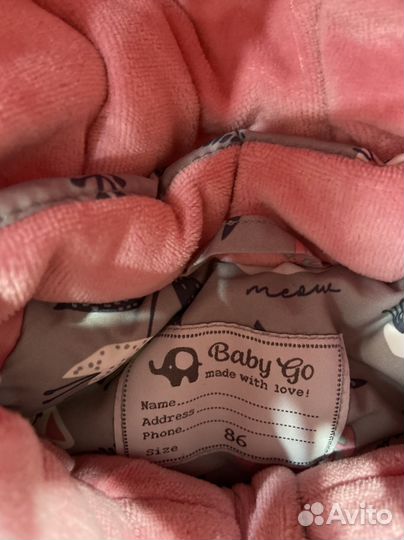 meow
Baby Go
made with love!
Name
Address
Phone
Size 86
Avito